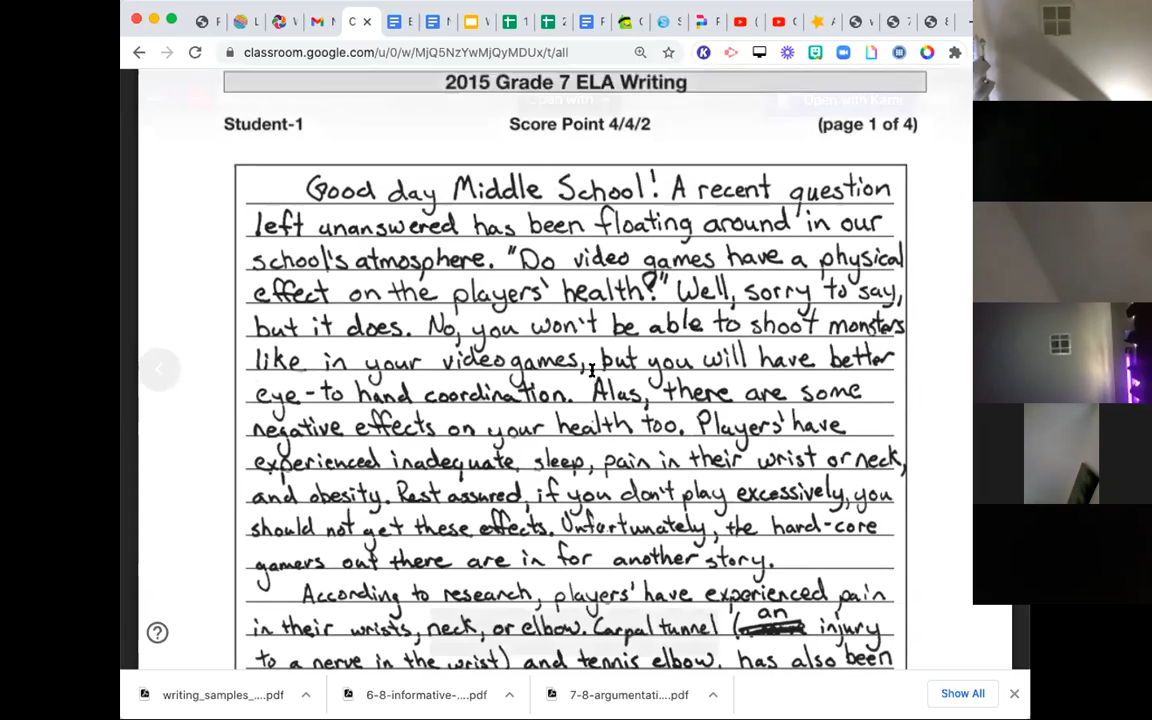 classroom.google.com/u/0/w/MjQ5NzYwMjQyMDUx/t/all
2015 Grade 7 ELA Writing
Open with
Open with Kami
Student-1 Score Point 4/4/2 (page 1 of 4)
Good day Middle School! A recent question
left unanswered has been floating around in our
school's atmosphere. "Do video games have a physical
effect on the players' health?" Well, sorry to say,
but it does. No, you won't be able to shoot monsters
like in your videogames, but you will have better
eye-to hand coordination. Alas, there are some
negative effects on your health too. Players' have
experienced inadequate sleep, pain in their wrist or neck,
and obesity. Rest assured, if you don't play excessively, you
should not get these effects. Unfortunately, the hard-core
gamers out there are in for another story.
According to research, players' have experienced pain
in their wrists, neck, or elbow. Carpal tunnel (an injury
to a nerve in the wrist) and tennis elbow, has also been
writing_samples_....pdf 6-8-informative-....pdf 7-8-argumentati....pdf Show All